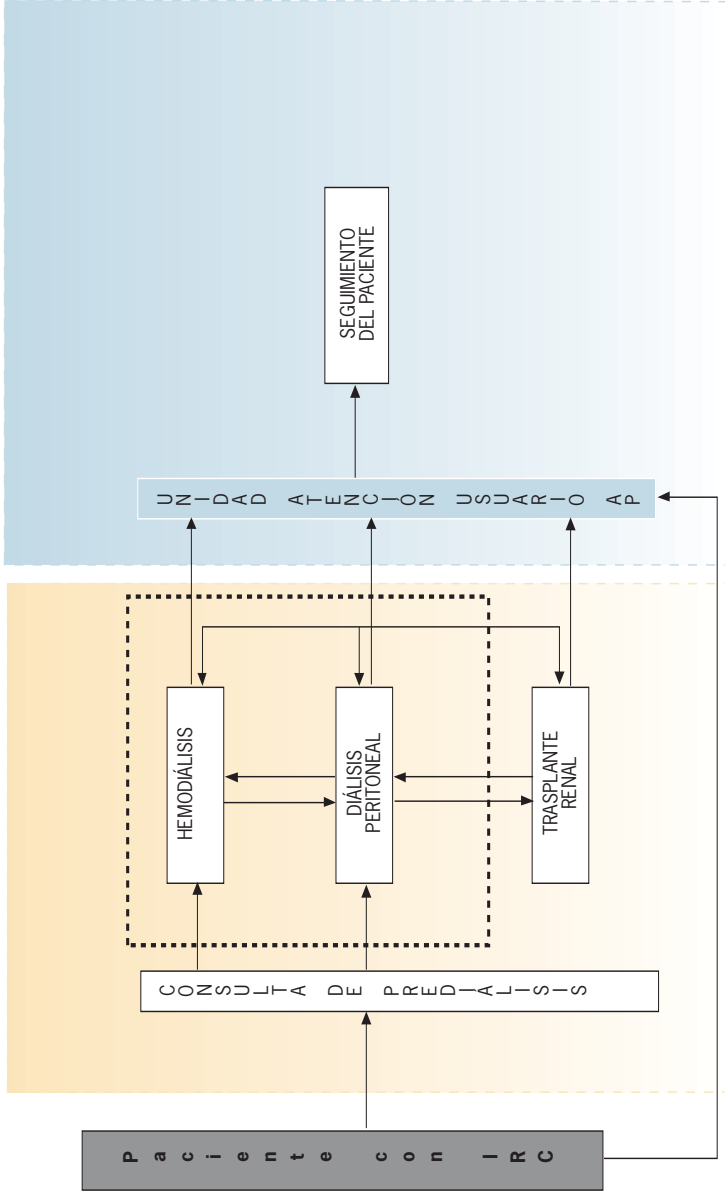 Paciente con IRC
CONSULTA DE PREDIÁLISIS
HEMODIÁLISIS
DIÁLISIS
PERITONEAL
TRASPLANTE
RENAL
UNIDAD ATENCIÓN USUARIO AP
SEGUIMIENTO
DEL PACIENTE